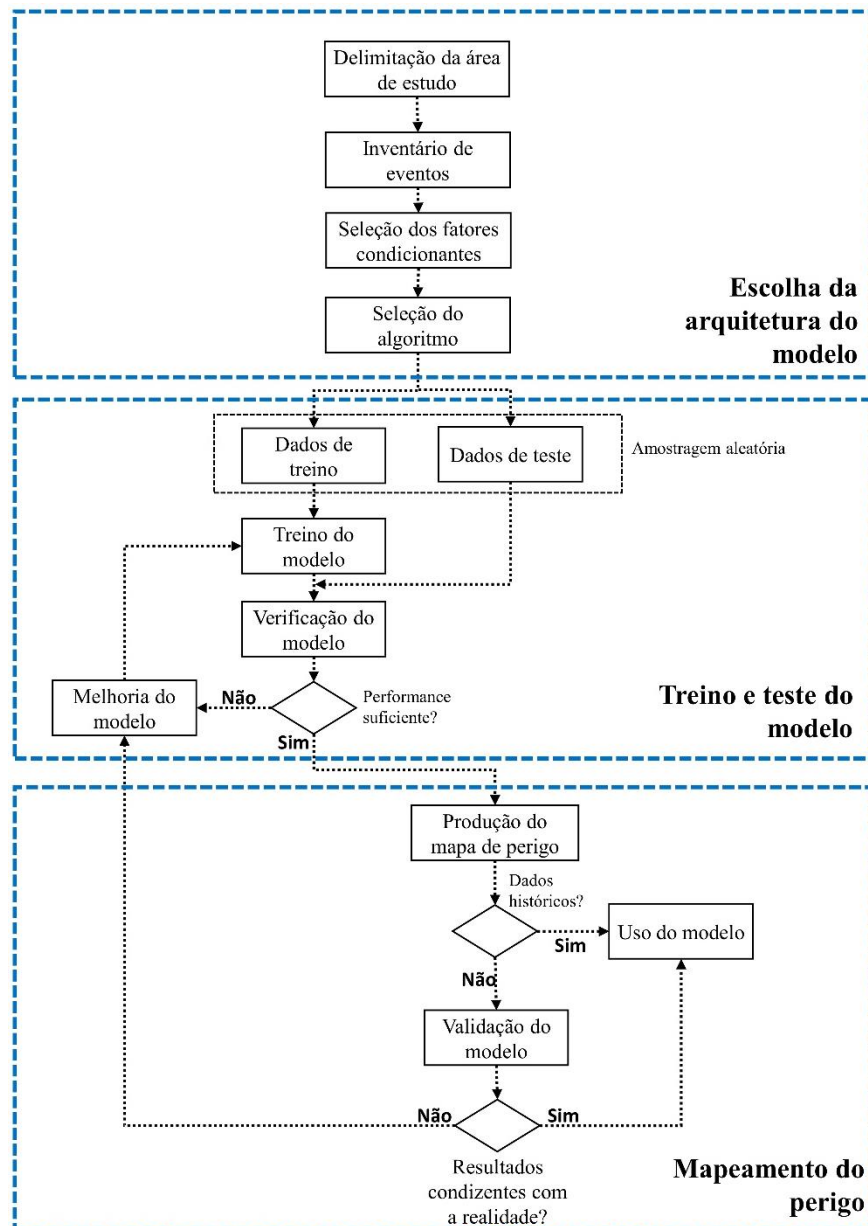 Delimitação da área
de estudo
Inventário de
eventos
Seleção dos fatores
condicionantes
Seleção do
algoritmo
Escolha da
arquitetura do
modelo
Dados de
treino
Dados de teste
Amostragem aleatória
Treino do
modelo
Verificação do
modelo
Melhoria do
modelo
Não
Performance
suficiente?
Sim
Treino e teste do
modelo
Produção do
mapa de perigo
Dados
históricos?
Sim
Uso do modelo
Não
Validação do
modelo
Não
Sim
Resultados
condizentes com
a realidade?
Mapeamento do
perigo